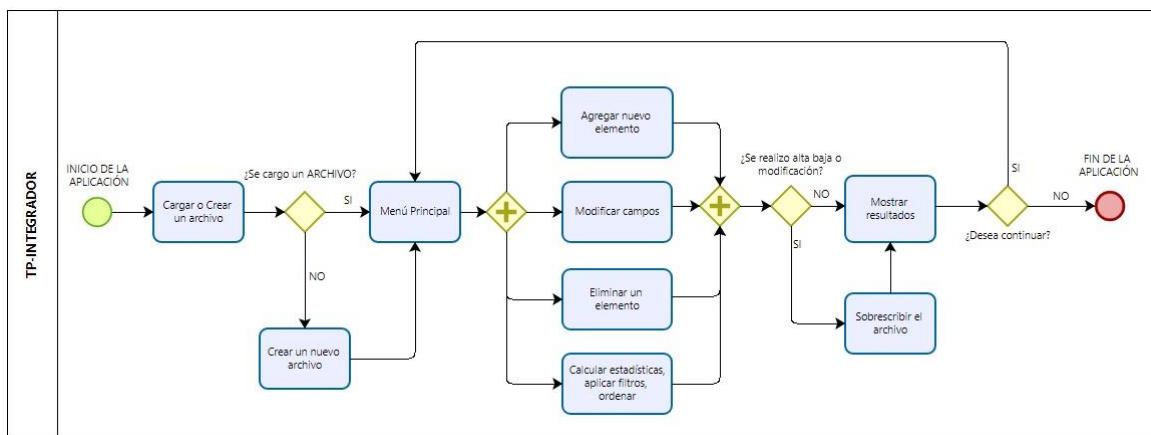 TP-INTEGRADOR
INICIO DE LA
APLICACIÓN
Cargar o Crear
un archivo
¿Se cargo un ARCHIVO?
SI
NO
Crear un nuevo
archivo
Menú Principal
Agregar nuevo
elemento
Modificar campos
Eliminar un
elemento
Calcular estadísticas,
aplicar filtros,
ordenar
¿Se realizo alta baja o
modificación?
NO
SI
Sobrescribir el
archivo
Mostrar
resultados
¿Desea continuar?
SI
NO
FIN DE LA
APLICACIÓN